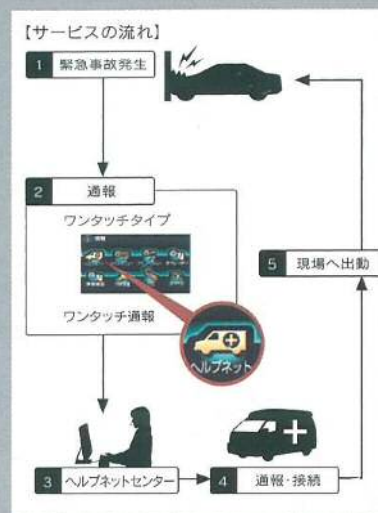 【サービスの流れ】
1 緊急事故発生
2 通報
ワンタッチタイプ
ワンタッチ通報
ヘルプネット
5 現場へ出動
3 ヘルプネットセンター
4 通報・接続